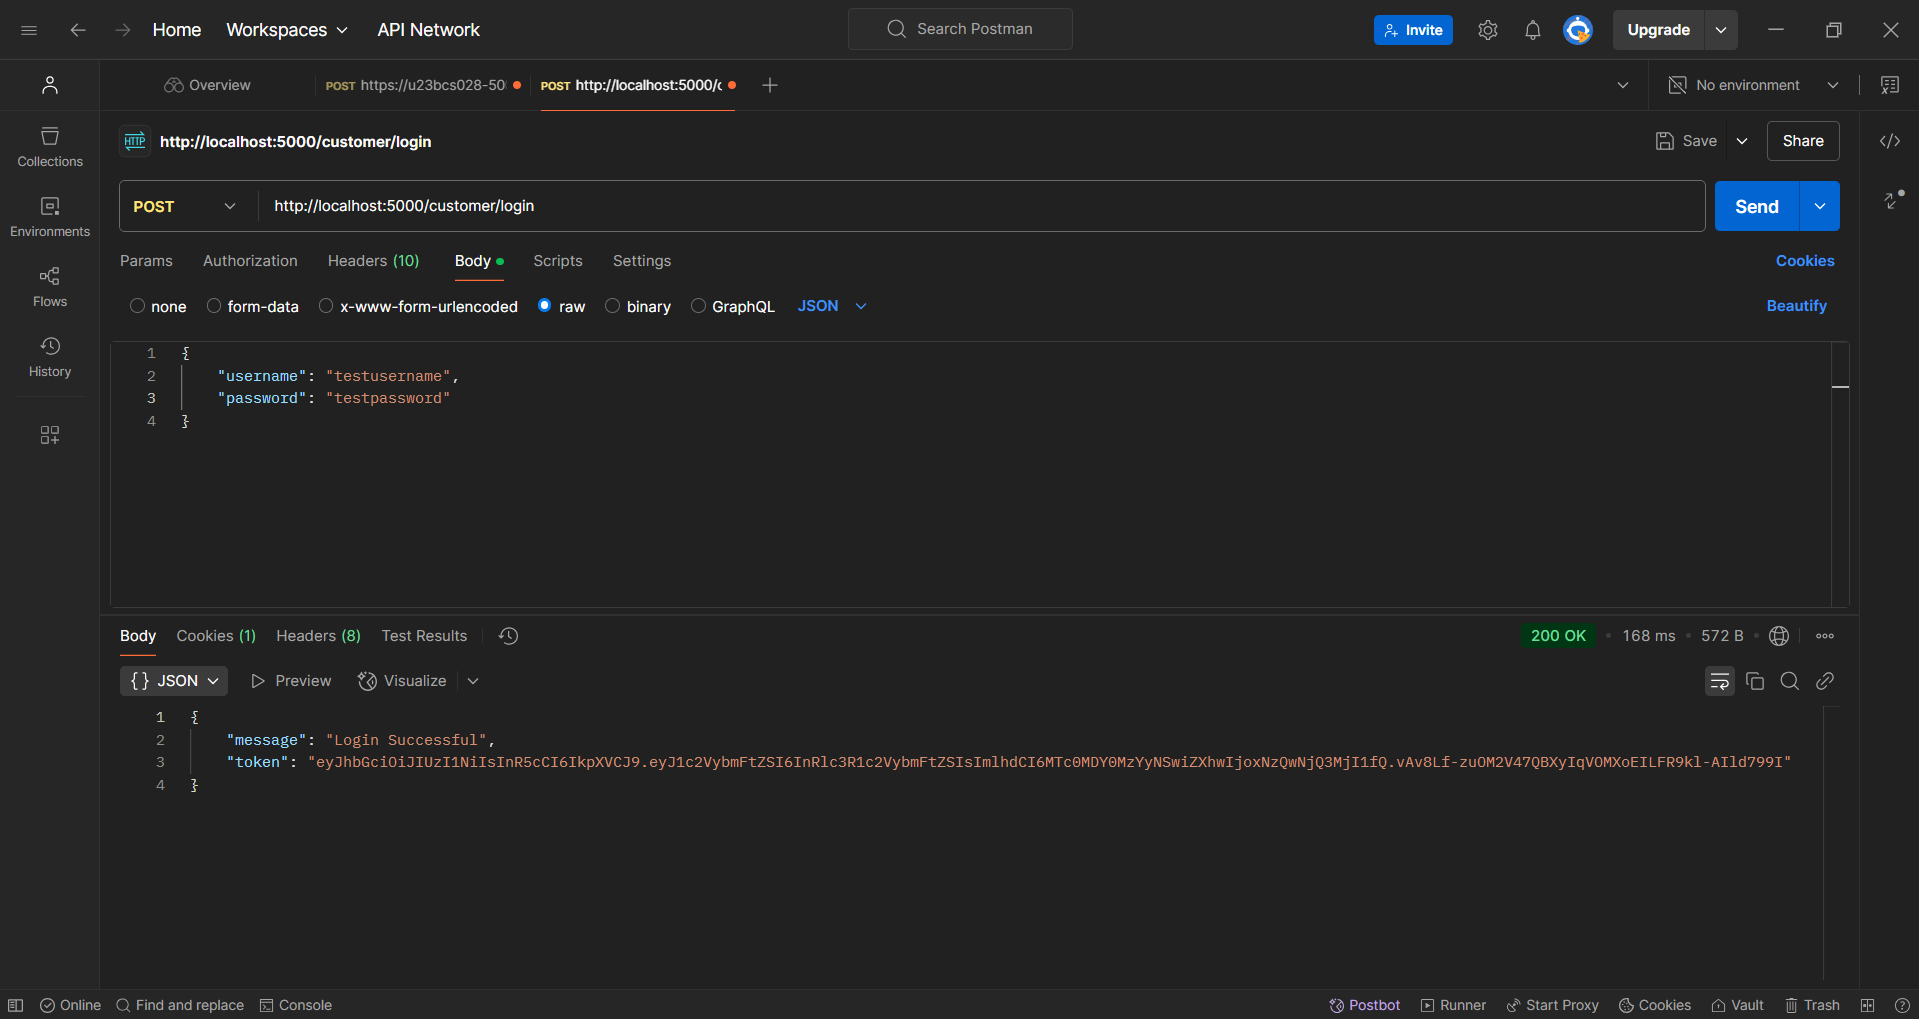 Home Workspaces API Network Search Postman Invite Upgrade
Overview POST https://u23bcs028-50 POST http://localhost:5000/c No environment
HTTP http://localhost:5000/customer/login Save Share
Collections
POST http://localhost:5000/customer/login Send
Environments
Params Authorization Headers (10) Body Scripts Settings Cookies
Flows
none form-data x-www-form-urlencoded raw binary GraphQL JSON Beautify
History
1 {
2 "username": "testusername",
3 "password": "testpassword"
4 }
Body Cookies (1) Headers (8) Test Results 200 OK • 168 ms • 572 B •
{} JSON Preview Visualize
1 {
2 "message": "Login Successful",
3 "token": "eyJhbGciOiJIUzI1NiIsInR5cCI6IkpXVCJ9.eyJ1c2VybmFtZSI6InRlc3R1c2VybmFtZSIsImlhdCI6MTc0MDY0MzYyNSwiZXhwIjoxNzQwNjQ3MjI1fQ.vAv8Lf-zuOM2V47QBXyIqVOMXoEILFR9kl-AIld799I"
4 }
Online Find and replace Console Postbot Runner Start Proxy Cookies Vault Trash